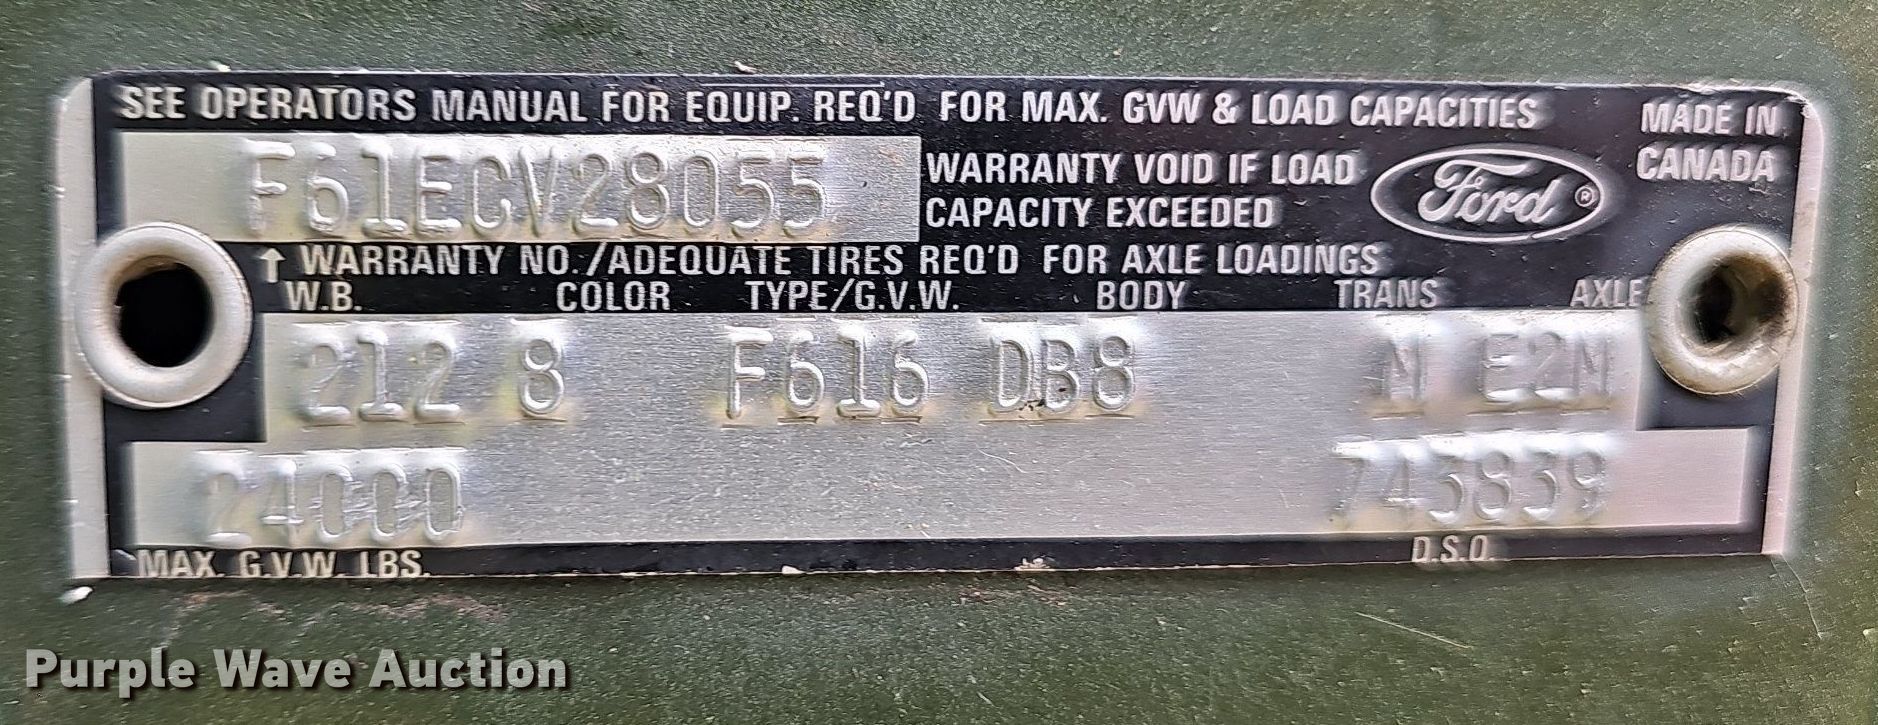 SEE OPERATORS MANUAL FOR EQUIP. REQ'D FOR MAX. GVW & LOAD CAPACITIES
MADE IN CANADA
F61ECV28055
WARRANTY VOID IF LOAD CAPACITY EXCEEDED
Ford ®
↑ WARRANTY NO./ADEQUATE TIRES REQ'D FOR AXLE LOADINGS
W.B. COLOR TYPE/G.V.W. BODY TRANS AXLE
212 8 F616 DB8 N E2M
24000 743839
MAX. G.V.W. LBS. D.S.O.
Purple Wave Auction